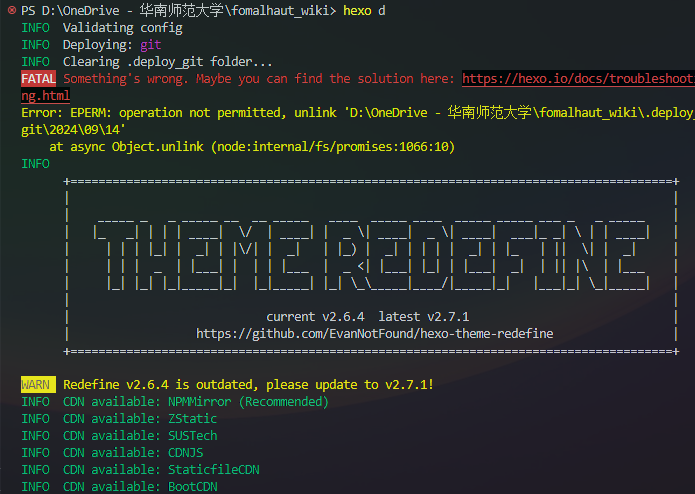 PS D:\OneDrive - 华南师范大学\fomalhaut_wiki> hexo d
INFO  Validating config
INFO  Deploying: git
INFO  Clearing .deploy_git folder...
FATAL Something's wrong. Maybe you can find the solution here: https://hexo.io/docs/troubleshooti
ng.html
Error: EPERM: operation not permitted, unlink 'D:\OneDrive - 华南师范大学\fomalhaut_wiki\.deploy_
git\2024\09\14'
    at async Object.unlink (node:internal/fs/promises:1066:10)
INFO
THEME REDEFINE
current v2.6.4  latest v2.7.1
https://github.com/EvanNotFound/hexo-theme-redefine
WARN  Redefine v2.6.4 is outdated, please update to v2.7.1!
INFO  CDN available: NPMMirror (Recommended)
INFO  CDN available: ZStatic
INFO  CDN available: SUSTech
INFO  CDN available: CDNJS
INFO  CDN available: StaticfileCDN
INFO  CDN available: BootCDN